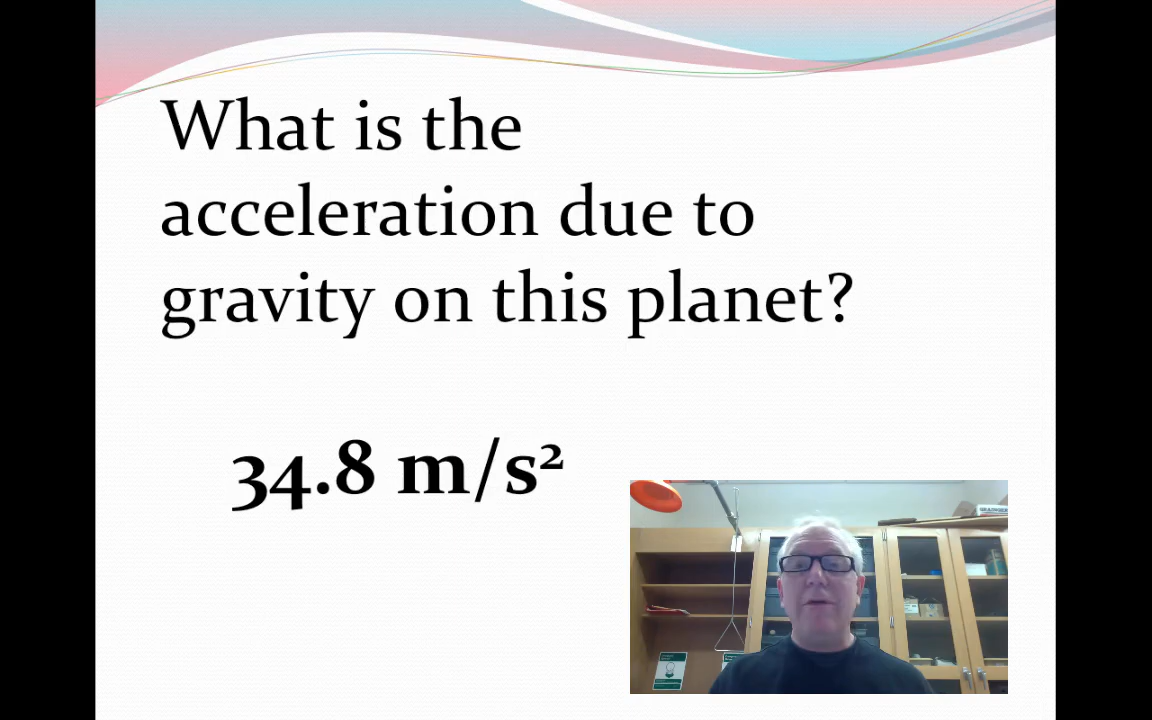 What is the
acceleration due to
gravity on this planet?
34.8 m/s²